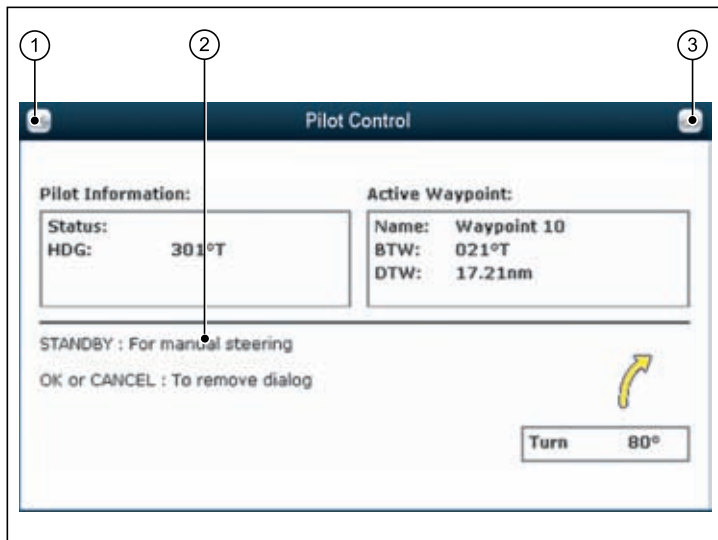 1
2
3
Pilot Control
Pilot Information:
Status:
HDG: 301°T
Active Waypoint:
Name: Waypoint 10
BTW: 021°T
DTW: 17.21nm
STANDBY : For manual steering
OK or CANCEL : To remove dialog
Turn 80°